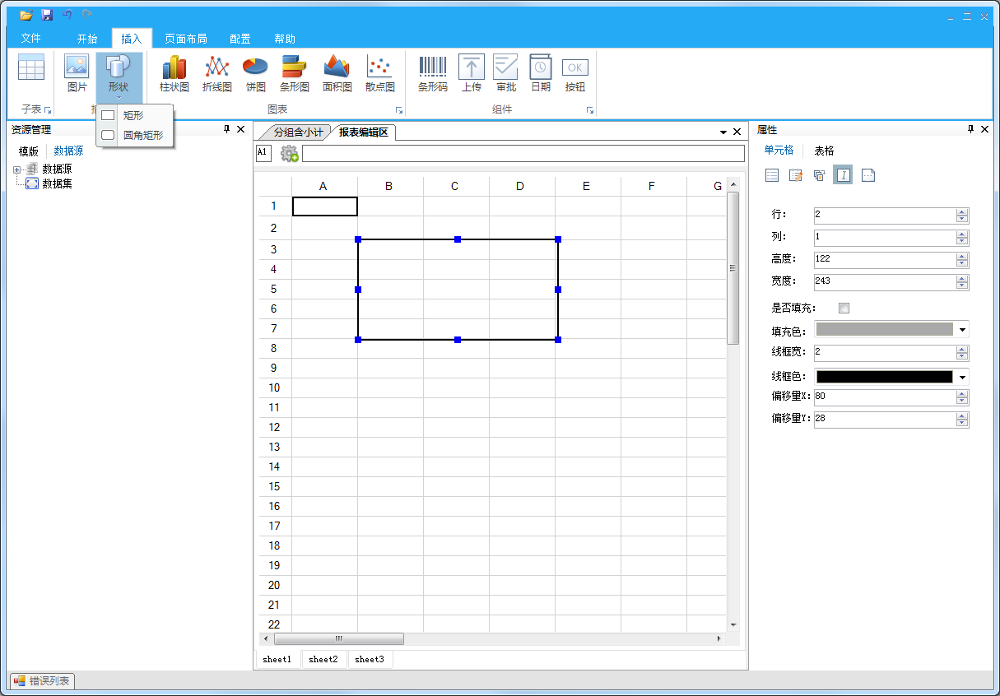 文件 开始 插入 页面布局 配置 帮助
图片 形状 柱状图 折线图 饼图 条形图 面积图 散点图 条形码 上传 审批 日期 OK 按钮
子表 图表 组件
矩形
圆角矩形
资源管理
模版 数据源
数据源
数据集
分组含小计 报表编辑区
A1
A B C D E F G
1
2
3
4
5
6
7
8
9
10
11
12
13
14
15
16
17
18
19
20
21
22
sheet1 sheet2 sheet3
属性
单元格 表格
行: 2
列: 1
高度: 122
宽度: 243
是否填充:
填充色:
线框宽: 2
线框色:
偏移量X: 80
偏移量Y: 28
错误列表